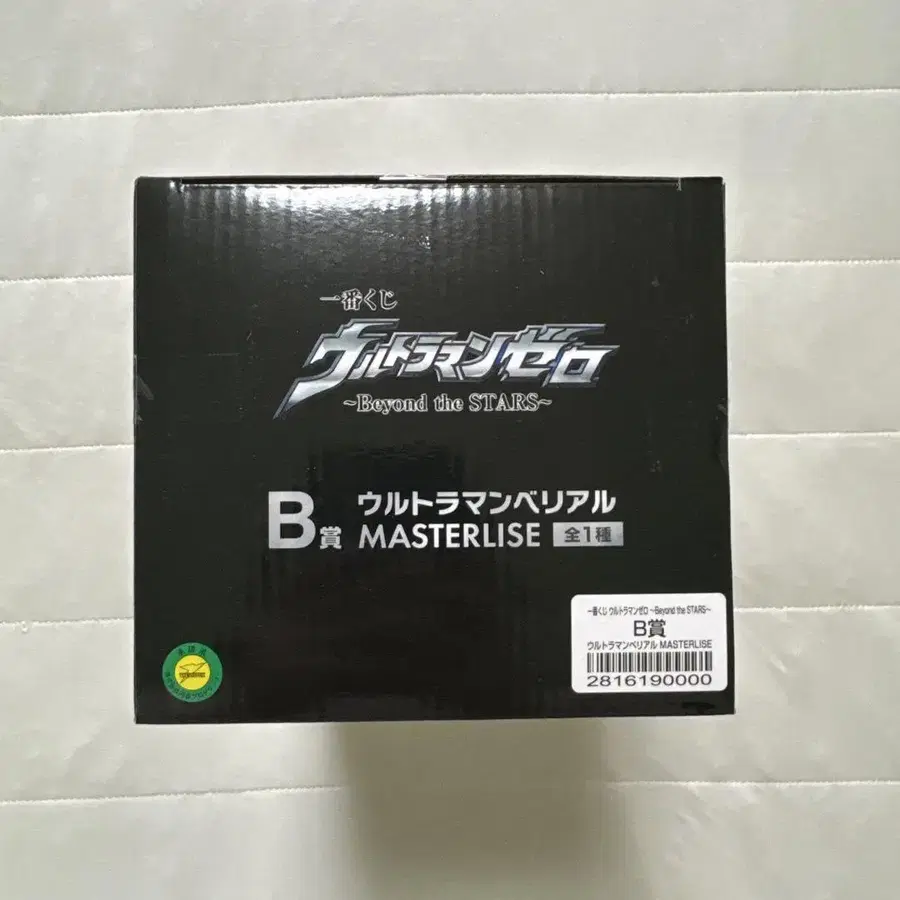 一番くじ
ウルトラマンゼロ
~Beyond the STARS~
B賞
ウルトラマンベリアル
MASTERLISE 全1種
一番くじ ウルトラマンゼロ ~Beyond the STARS~
B賞
ウルトラマンベリアル MASTERLISE
2816190000